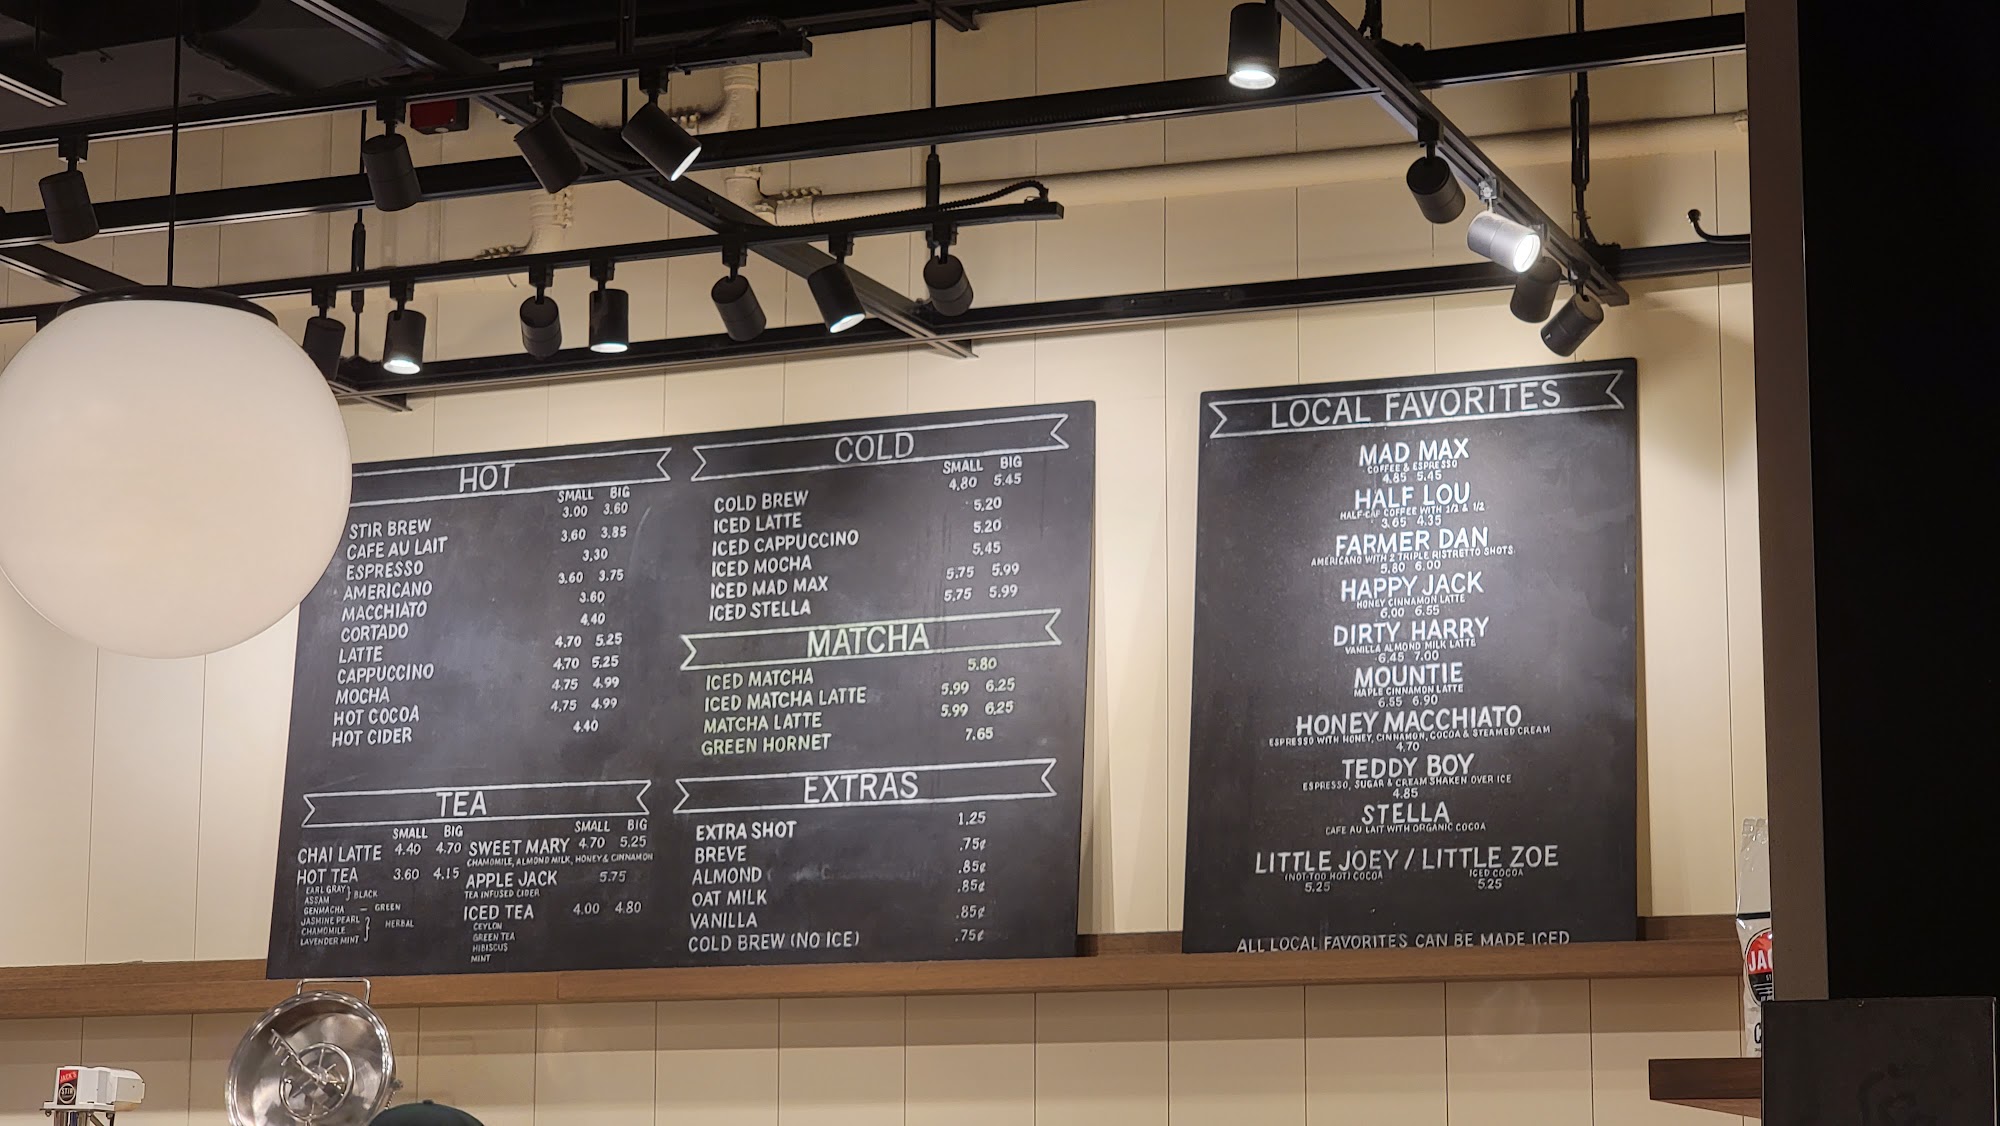 HOT
SMALL BIG
STIR BREW 3.00 3.60
CAFE AU LAIT 3.60 3.85
ESPRESSO 3.30
AMERICANO 3.60 3.75
MACCHIATO 3.60
CORTADO 4.40
LATTE 4.70 5.25
CAPPUCCINO 4.70 5.25
MOCHA 4.75 4.99
HOT COCOA 4.75 4.99
HOT CIDER 4.40
TEA
SMALL BIG
CHAI LATTE 4.40 4.70
HOT TEA 3.60 4.15
EARL GRAY
ASSAM
BLACK
GENMACHA — GREEN
JASMINE PEARL
CHAMOMILE
LAVENDER MINT
HERBAL
SMALL BIG
SWEET MARY 4.70 5.25
CHAMOMILE, ALMOND MILK, HONEY & CINNAMON
APPLE JACK 5.75
TEA INFUSED CIDER
ICED TEA 4.00 4.80
CEYLON
GREEN TEA
HIBISCUS
MINT
COLD
SMALL BIG
COLD BREW 4.80 5.45
ICED LATTE 5.20
ICED CAPPUCCINO 5.20
ICED MOCHA 5.45
ICED MAD MAX 5.75 5.99
ICED STELLA 5.75 5.99
MATCHA
ICED MATCHA 5.80
ICED MATCHA LATTE 5.99 6.25
MATCHA LATTE 5.99 6.25
GREEN HORNET 7.65
EXTRAS
EXTRA SHOT 1.25
BREVE .75¢
ALMOND .85¢
OAT MILK .85¢
VANILLA .85¢
COLD BREW (NO ICE) .75¢
LOCAL FAVORITES
MAD MAX
COFFEE & ESPRESSO
4.85 5.45
HALF LOU
HALF-CAF COFFEE WITH 1/2 & 1/2
3.65 4.35
FARMER DAN
AMERICANO WITH 2 TRIPLE RISTRETTO SHOTS
5.80 6.00
HAPPY JACK
HONEY CINNAMON LATTE
6.00 6.55
DIRTY HARRY
VANILLA ALMOND MILK LATTE
6.45 7.00
MOUNTIE
MAPLE CINNAMON LATTE
6.55 6.90
HONEY MACCHIATO
ESPRESSO WITH HONEY, CINNAMON, COCOA & STEAMED CREAM
4.70
TEDDY BOY
ESPRESSO, SUGAR & CREAM SHAKEN OVER ICE
4.85
STELLA
CAFE AU LAIT WITH ORGANIC COCOA
LITTLE JOEY / LITTLE ZOE
(NOT-TOO HOT) COCOA ICED COCOA
5.25 5.25
ALL LOCAL FAVORITES CAN BE MADE ICED
JACK'S
STIR